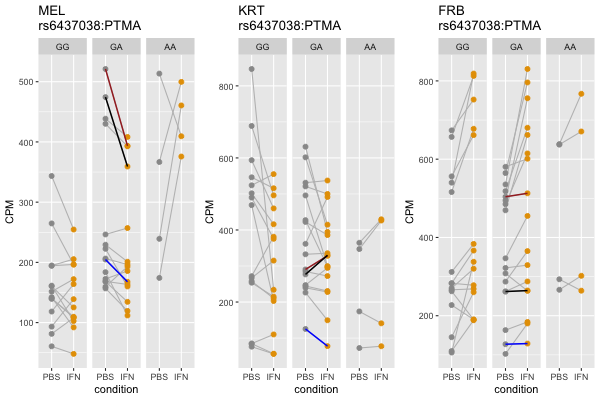 MEL
rs6437038:PTMA
GG GA AA
500
400
300
200
100
CPM
PBS IFN PBS IFN PBS IFN
condition
KRT
rs6437038:PTMA
GG GA AA
800
600
400
200
CPM
PBS IFN PBS IFN PBS IFN
condition
FRB
rs6437038:PTMA
GG GA AA
800
600
400
200
CPM
PBS IFN PBS IFN PBS IFN
condition